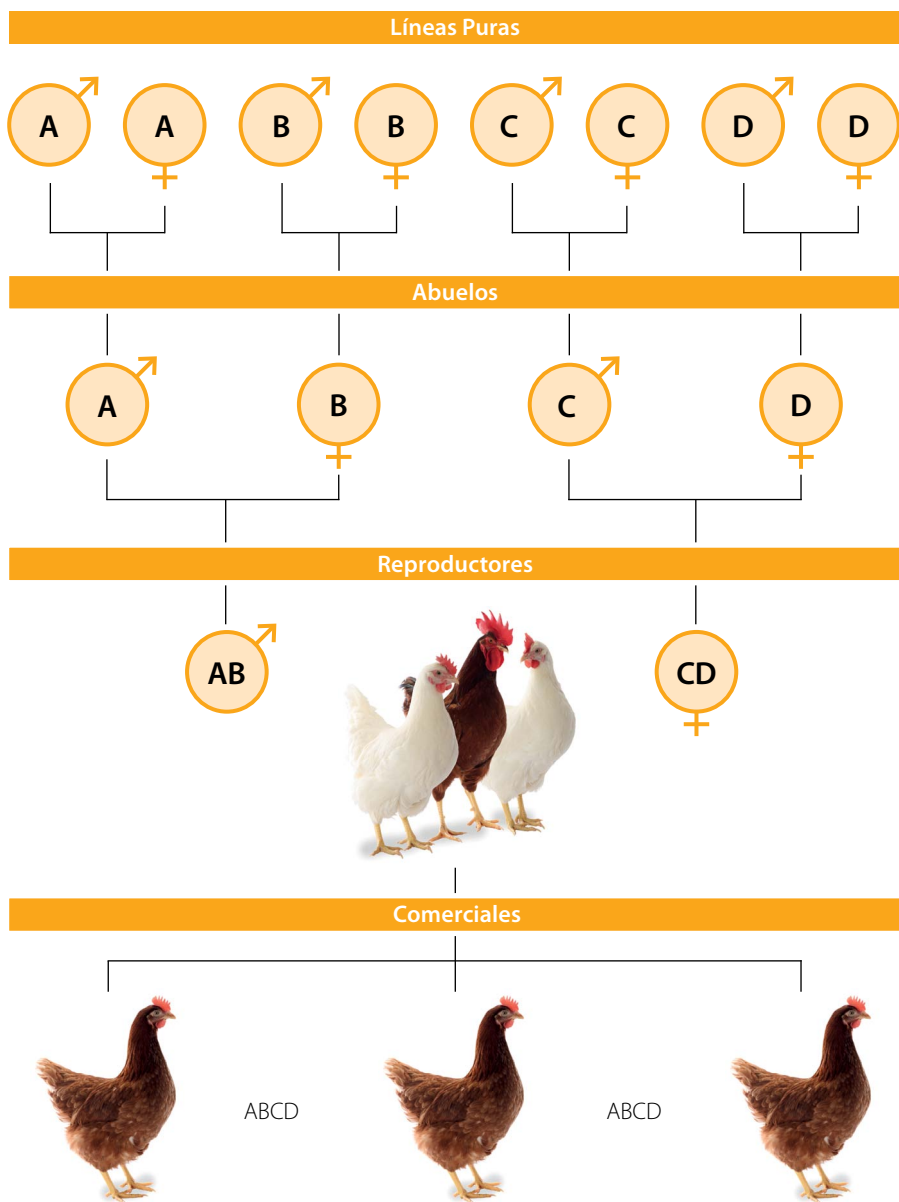 Líneas Puras
A A B B C C D D
Abuelos
A B C D
Reproductores
AB CD
Comerciales
ABCD ABCD